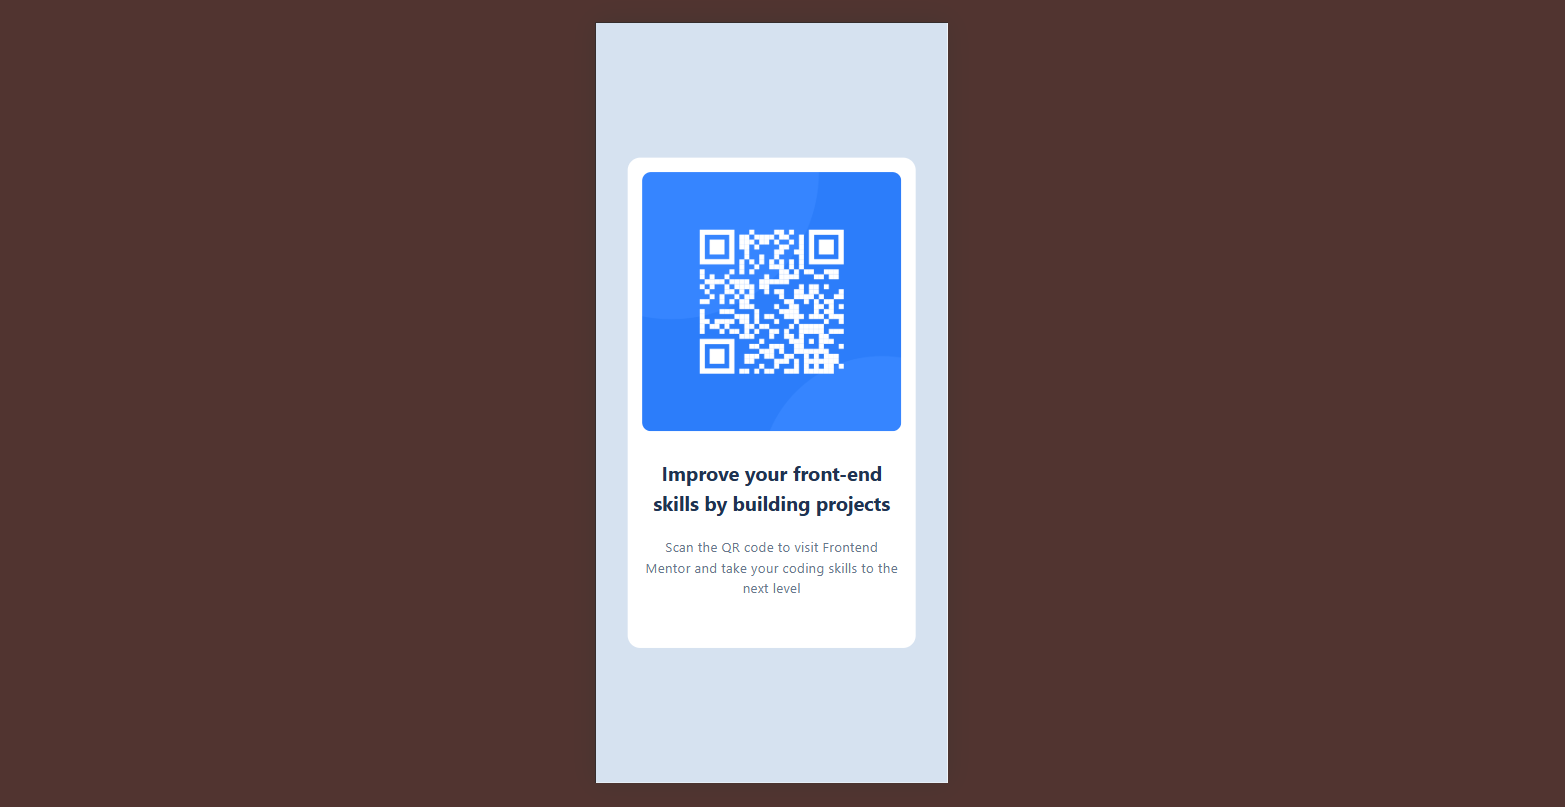 Improve your front-end
skills by building projects
Scan the QR code to visit Frontend
Mentor and take your coding skills to the
next level